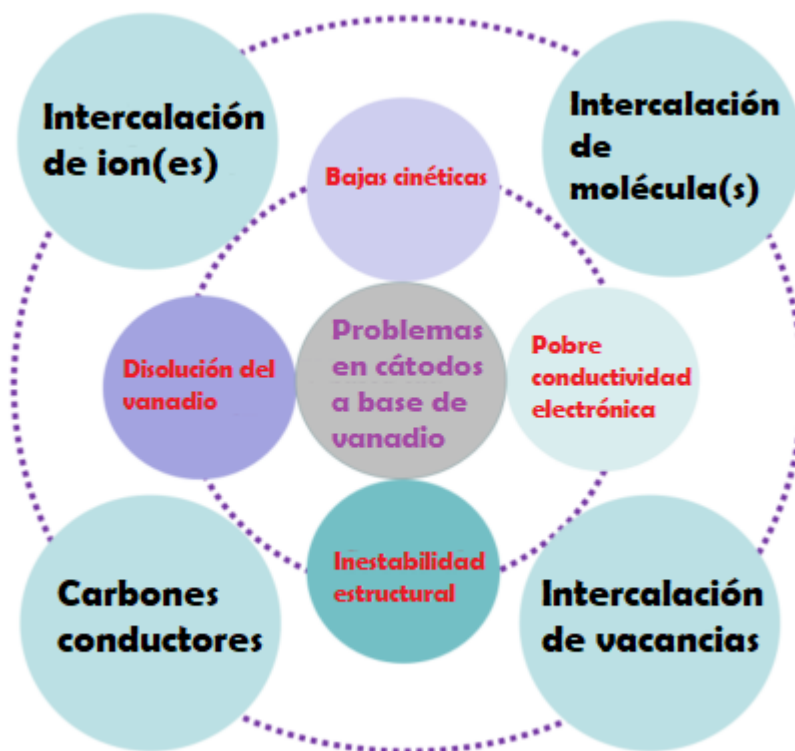 Intercalación
de ion(es)
Intercalación
de
molécula(s)
Bajas cinéticas
Disolución del
vanadio
Problemas
en cátodos
a base de
vanadio
Pobre
conductividad
electrónica
Inestabilidad
estructural
Carbones
conductores
Intercalación
de vacancias